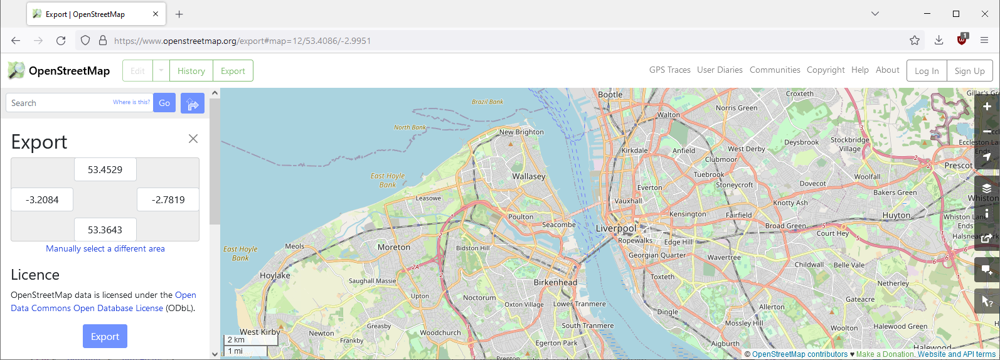 Export | OpenStreetMap
https://www.openstreetmap.org/export#map=12/53.4086/-2.9951
1
OpenStreetMap
Edit
History
Export
GPS Traces
User Diaries
Communities
Copyright
Help
About
Log In
Sign Up
Search
Where is this?
Go
Export
53.4529
-3.2084
-2.7819
53.3643
Manually select a different area
Licence
OpenStreetMap data is licensed under the Open
Data Commons Open Database License (ODbL).
Export
Bootle
Croxteth
Gillar's Gr
Brazil Bank
Norris Green
Walton
North Bank
New Brighton
Stockbridge
Village
Eccleston La
Ends
Deysbrook
West Derby
Kirkdale
Anfield
Clubmoor
Prescot
East Hoyle
Bank
Wallasey
Tuebrook
Woolfall
Stoneycroft
Dovecot
Everton
Bakers Green
Leasowe
Vauxhall
Knotty Ash
Whiston
Kensington
Fairfield
Huyton
Whiston Lane
Ends
Poulton
Seacombe
Liverpool
Broad Green
Court Hey
Ropewalks
Edge Hill
Halsnead Park
East Hoyle
Bank
Meols
Moreton
Bidston Hill
Georgian Quarter
Wavertree
Childwall
Belle Vale
2A
Hoylake
Saughall Massie
Birkenhead
Toxteth
Netherley
Upton
Noctorum
Oxton Village
Lower Tranmere
Gateacre
Dingle
Allerton
West Kirby
Newton
Greasby
Woodchurch
South Tranmere
Mossley Hill
Woolton
Halewood Green
Frankby
Egerton Park
Aigburth
Halewood
2 km
1 mi
© OpenStreetMap contributors ♥ Make a Donation. Website and API terms